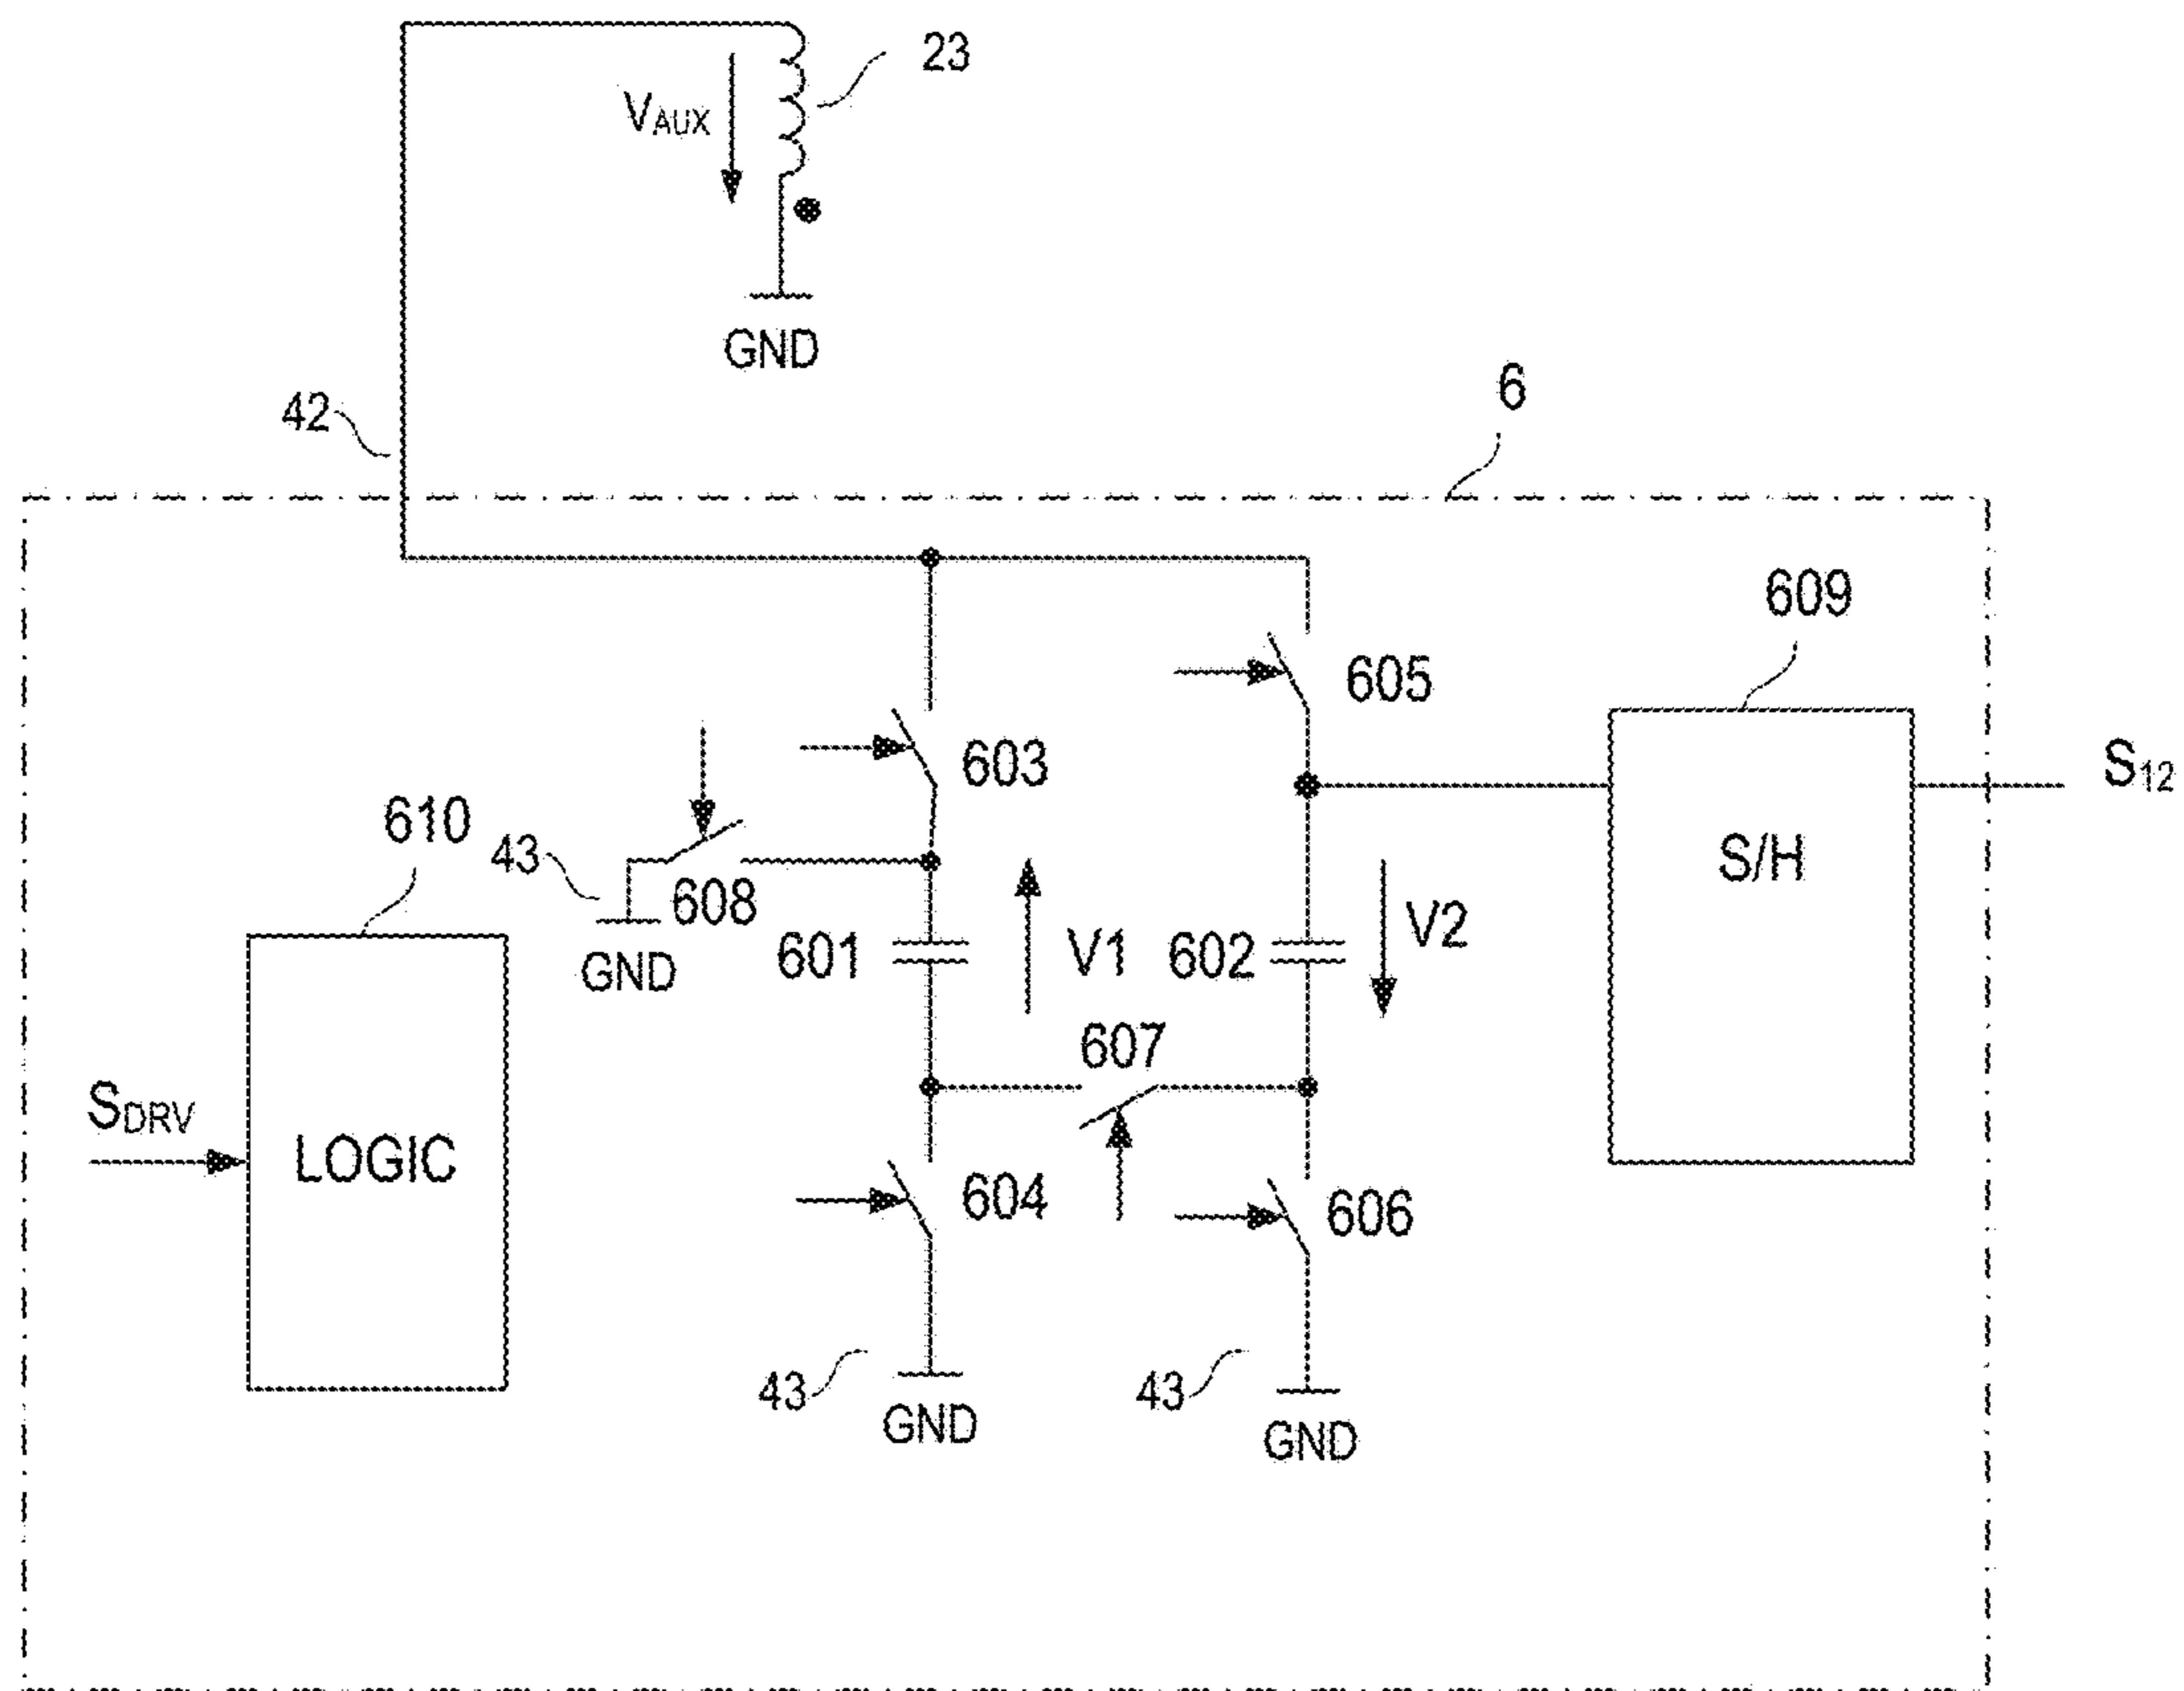 23
VAUX
GND
42
6
609
605
603
S12
610
43
608
S/H
GND
601
V1
602
V2
607
SDRV
LOGIC
604
606
43
GND
43
GND